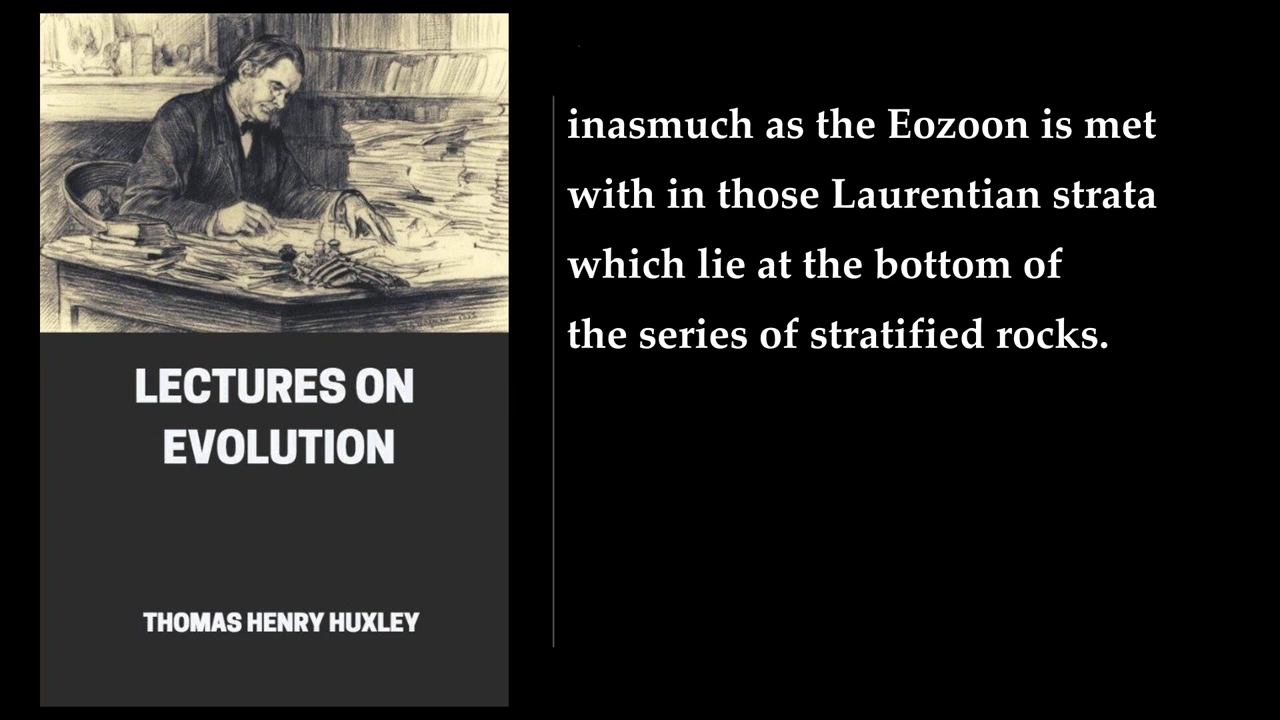 LECTURES ON
EVOLUTION
THOMAS HENRY HUXLEY
inasmuch as the Eozoon is met
with in those Laurentian strata
which lie at the bottom of
the series of stratified rocks.